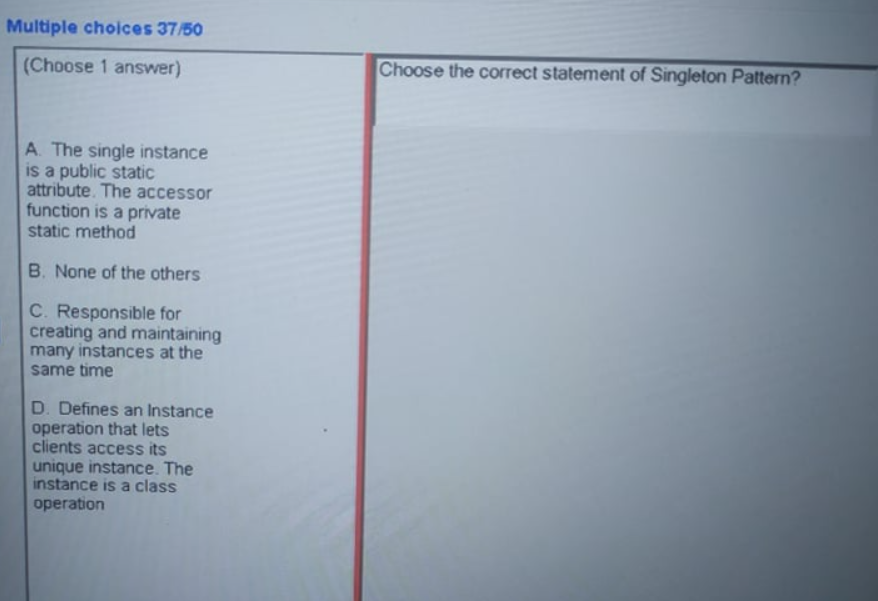 Multiple choices 37/50
(Choose 1 answer)
Choose the correct statement of Singleton Pattern?
A. The single instance
is a public static
attribute. The accessor
function is a private
static method
B. None of the others
C. Responsible for
creating and maintaining
many instances at the
same time
D. Defines an Instance
operation that lets
clients access its
unique instance. The
instance is a class
operation